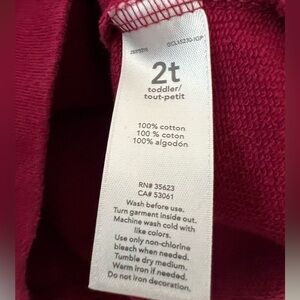 2t
toddler/
tout-petit
100% cotton
100 % coton
100% algodón
RN# 35623
CA# 53061
Wash before use.
Turn garment inside out.
Machine wash cold with
like colors.
Use only non-chlorine
bleach when needed.
Tumble dry medium.
Warm iron if needed.
Do not iron decoration.